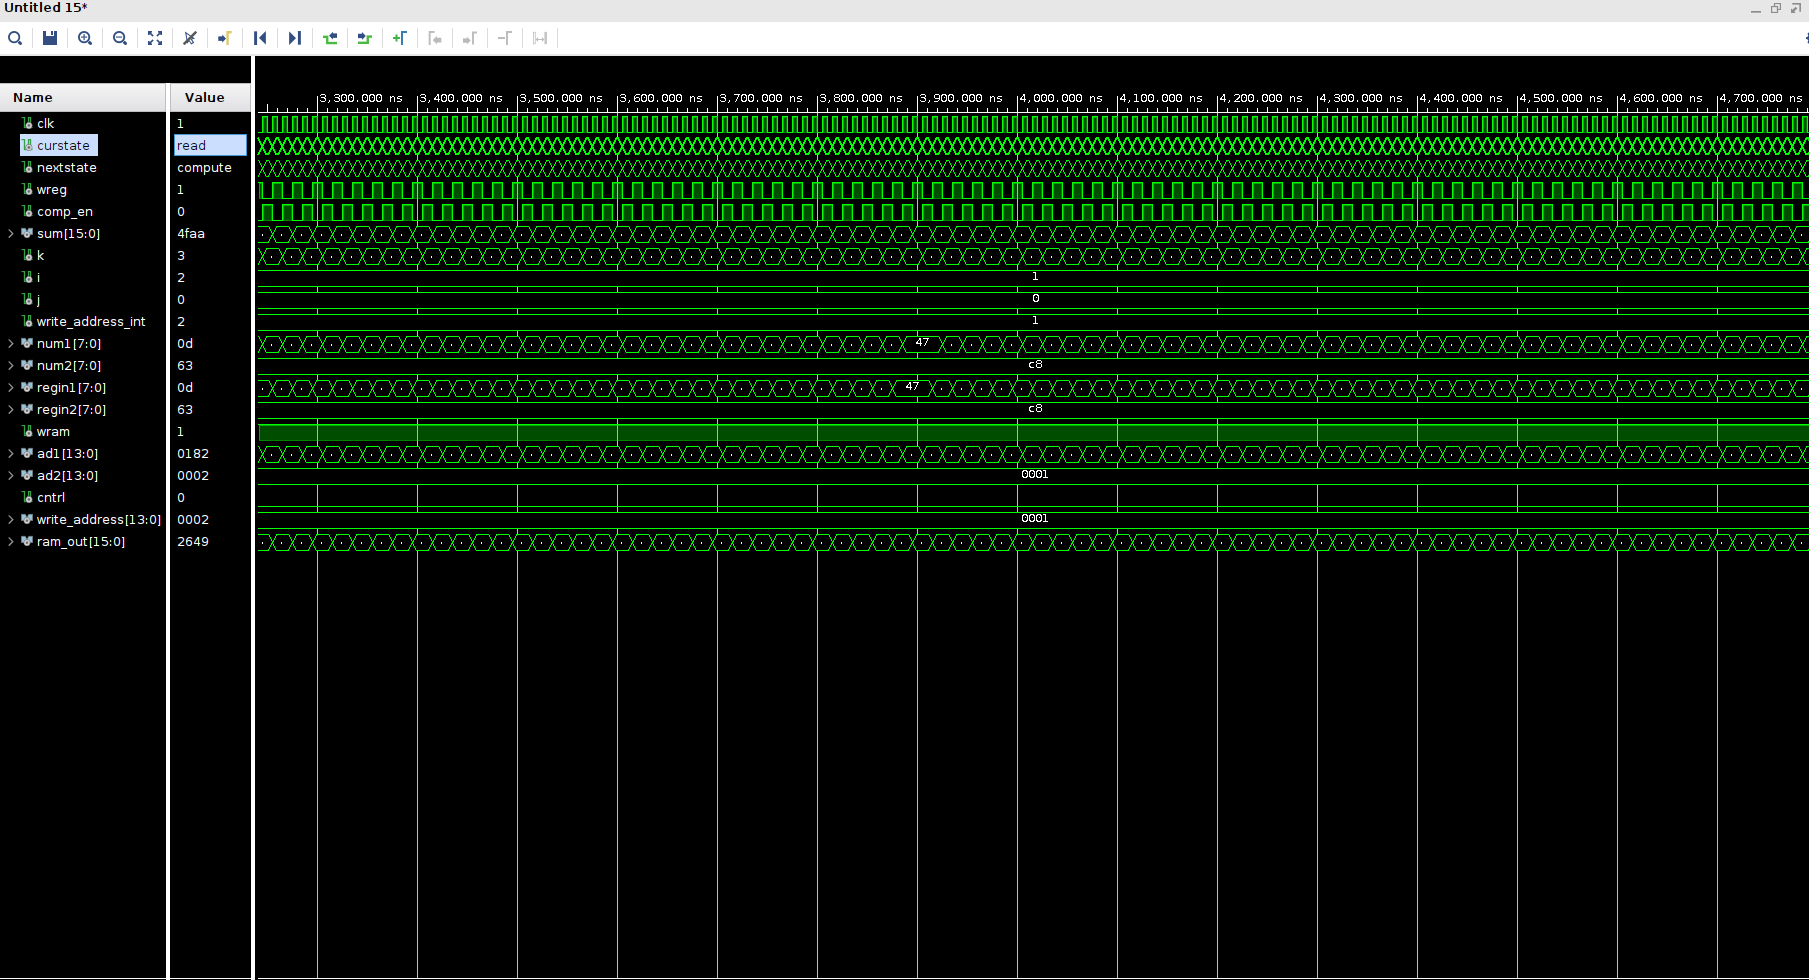 Untitled 15*
Name Value
3,300.000 ns 3,400.000 ns 3,500.000 ns 3,600.000 ns 3,700.000 ns 3,800.000 ns 3,900.000 ns 4,000.000 ns 4,100.000 ns 4,200.000 ns 4,300.000 ns 4,400.000 ns 4,500.000 ns 4,600.000 ns 4,700.000 ns
clk 1
curstate read
nextstate compute
wreg 1
comp_en 0
sum[15:0] 4faa
k 3
i 2 1
j 0 0
write_address_int 2 1
num1[7:0] 0d 47
num2[7:0] 63 c8
regin1[7:0] 0d 47
regin2[7:0] 63 c8
wram 1
ad1[13:0] 0182
ad2[13:0] 0002 0001
cntrl 0
write_address[13:0] 0002 0001
ram_out[15:0] 2649